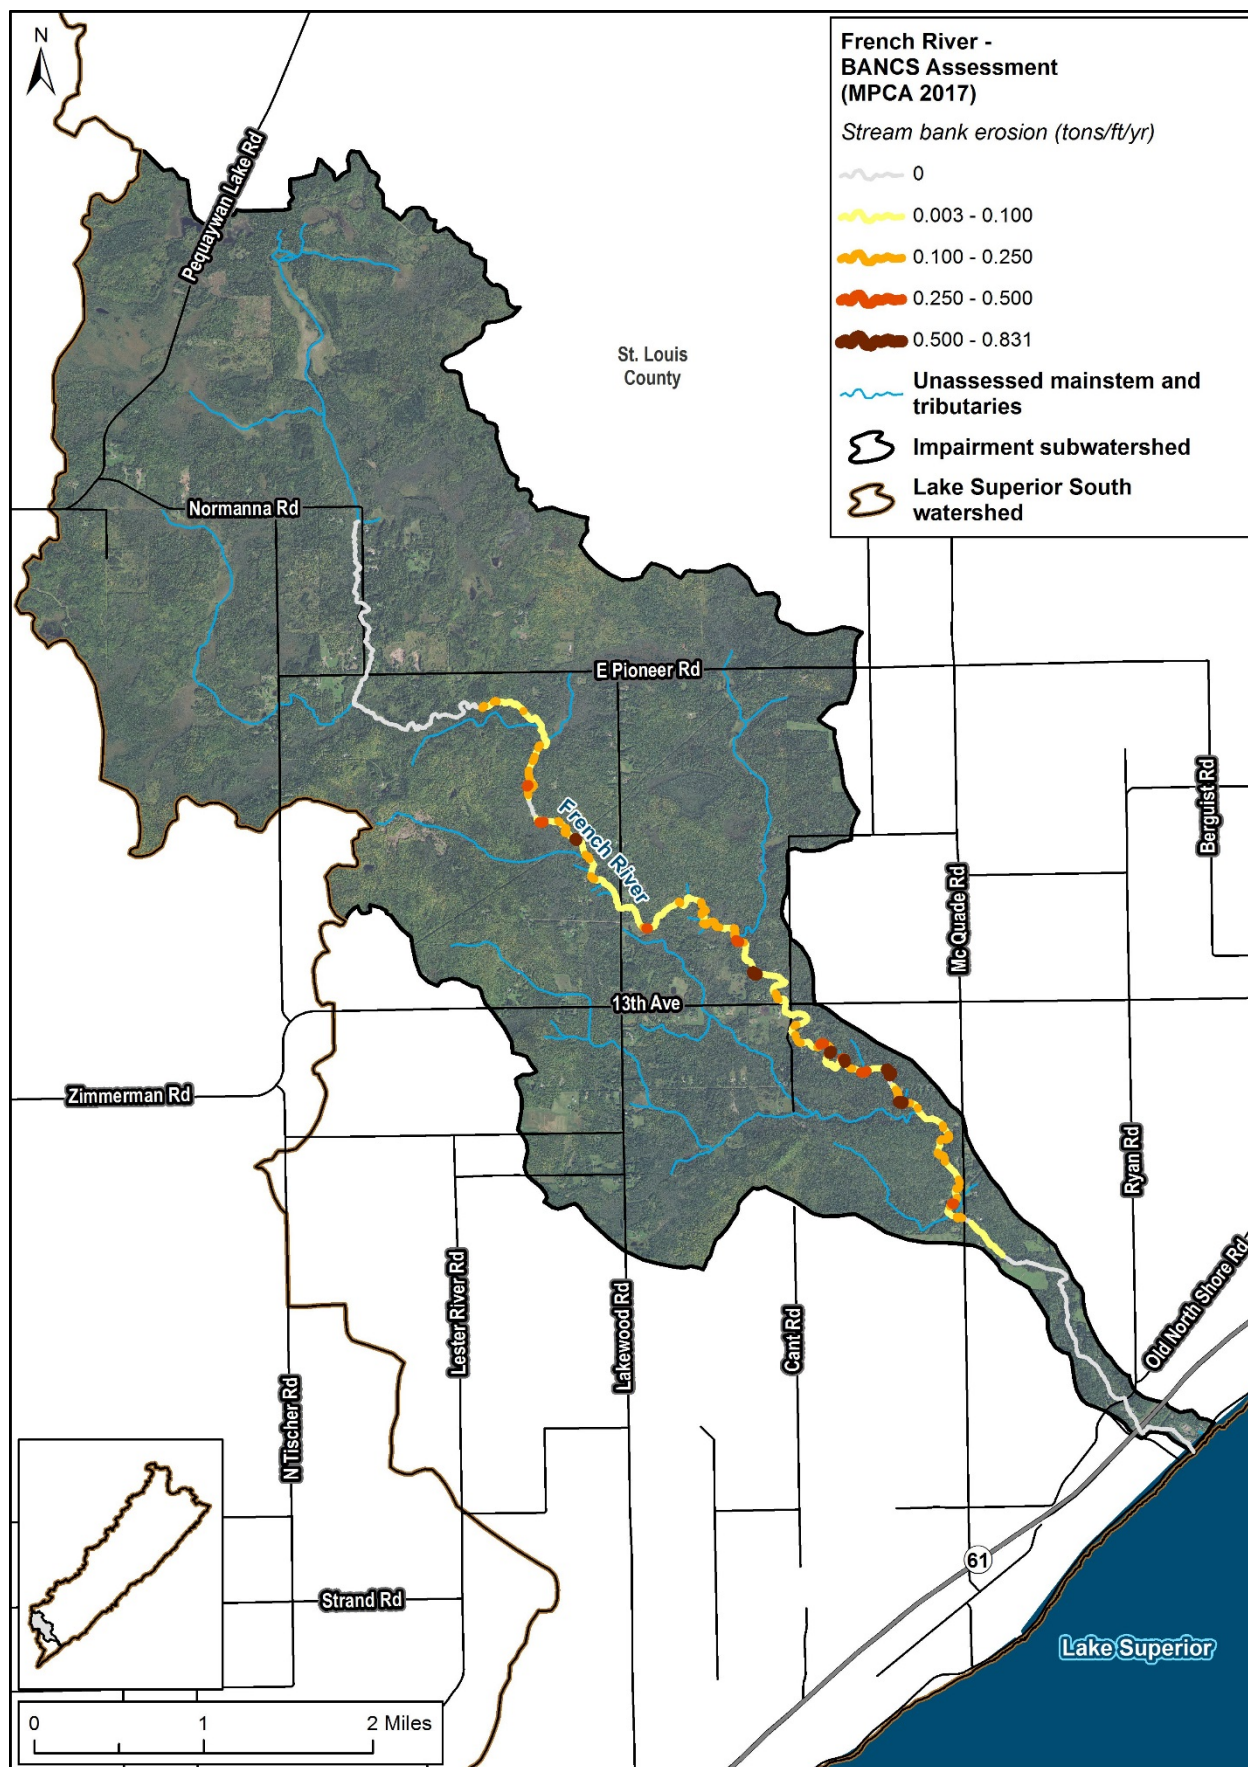 N
French River -
BANCS Assessment
(MPCA 2017)
Stream bank erosion (tons/ft/yr)
0
0.003 - 0.100
0.100 - 0.250
0.250 - 0.500
0.500 - 0.831
Unassessed mainstem and
tributaries
Impairment subwatershed
Lake Superior South
watershed
Pequaywan Lake Rd
St. Louis
County
Normanna Rd
E Pioneer Rd
French River
Berguist Rd
Mc Quade Rd
13th Ave
Zimmerman Rd
Ryan Rd
Old North Shore Rd
Lester River Rd
Lakewood Rd
Cant Rd
N Tischer Rd
61
Strand Rd
Lake Superior
0 1 2 Miles